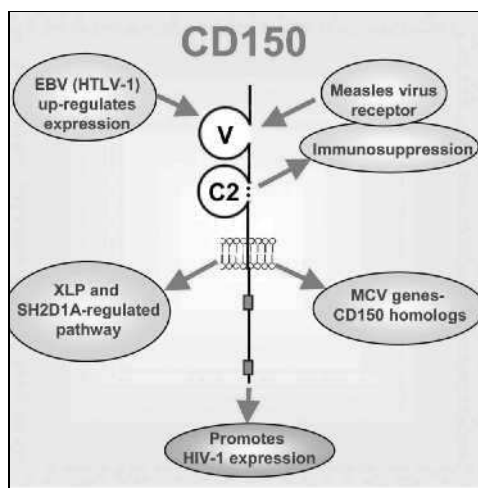 CD150
EBV (HTLV-1)
up-regulates
expression
Measles virus
receptor
Immunosuppression
V
C2
XLP and
SH2D1A-regulated
pathway
MCV genes-
CD150 homologs
Promotes
HIV-1 expression